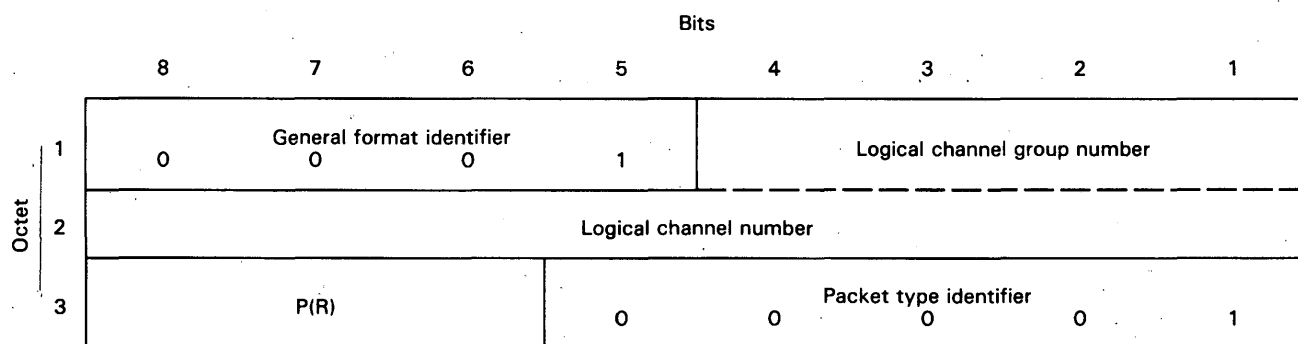 Bits
8 7 6 5 4 3 2 1
Octet
1
General format identifier
0 0 0 1
Logical channel group number
2
Logical channel number
3
P(R)
Packet type identifier
0 0 0 0 1